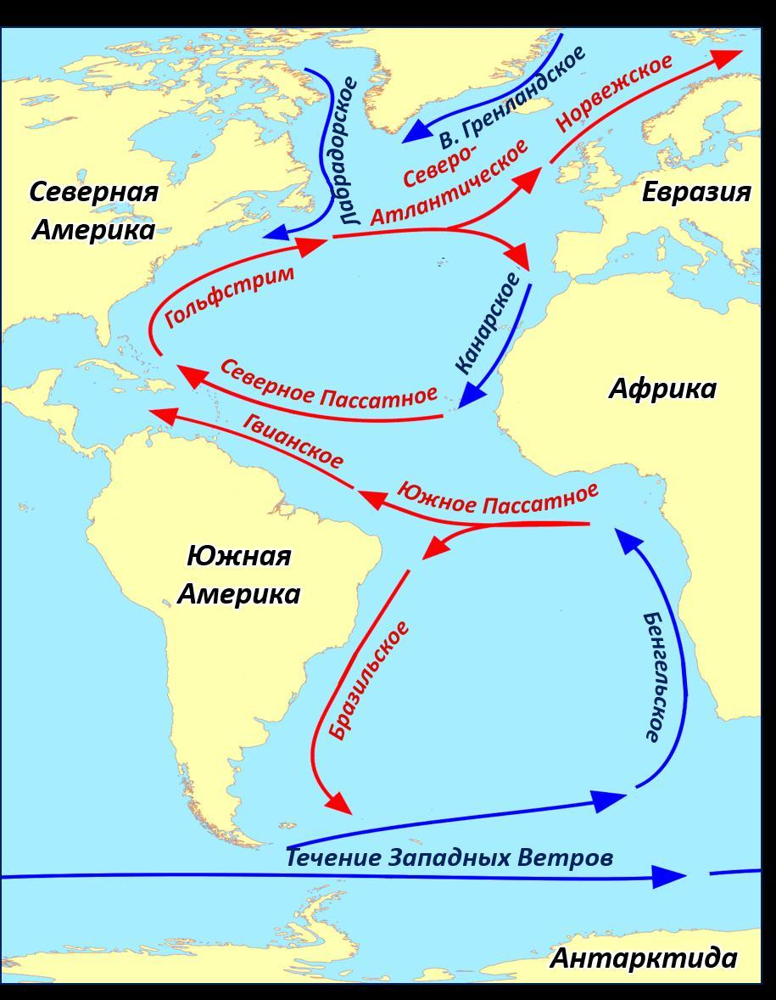 Лабрадорское
В. Гренландское
Норвежское
Северо-
Атлантическое
Северная
Америка
Евразия
Гольфстрим
Канарское
Северное Пассатное
Африка
Гвианское
Южное Пассатное
Южная
Америка
Бразильское
Бенгельское
Течение Западных Ветров
Антарктида